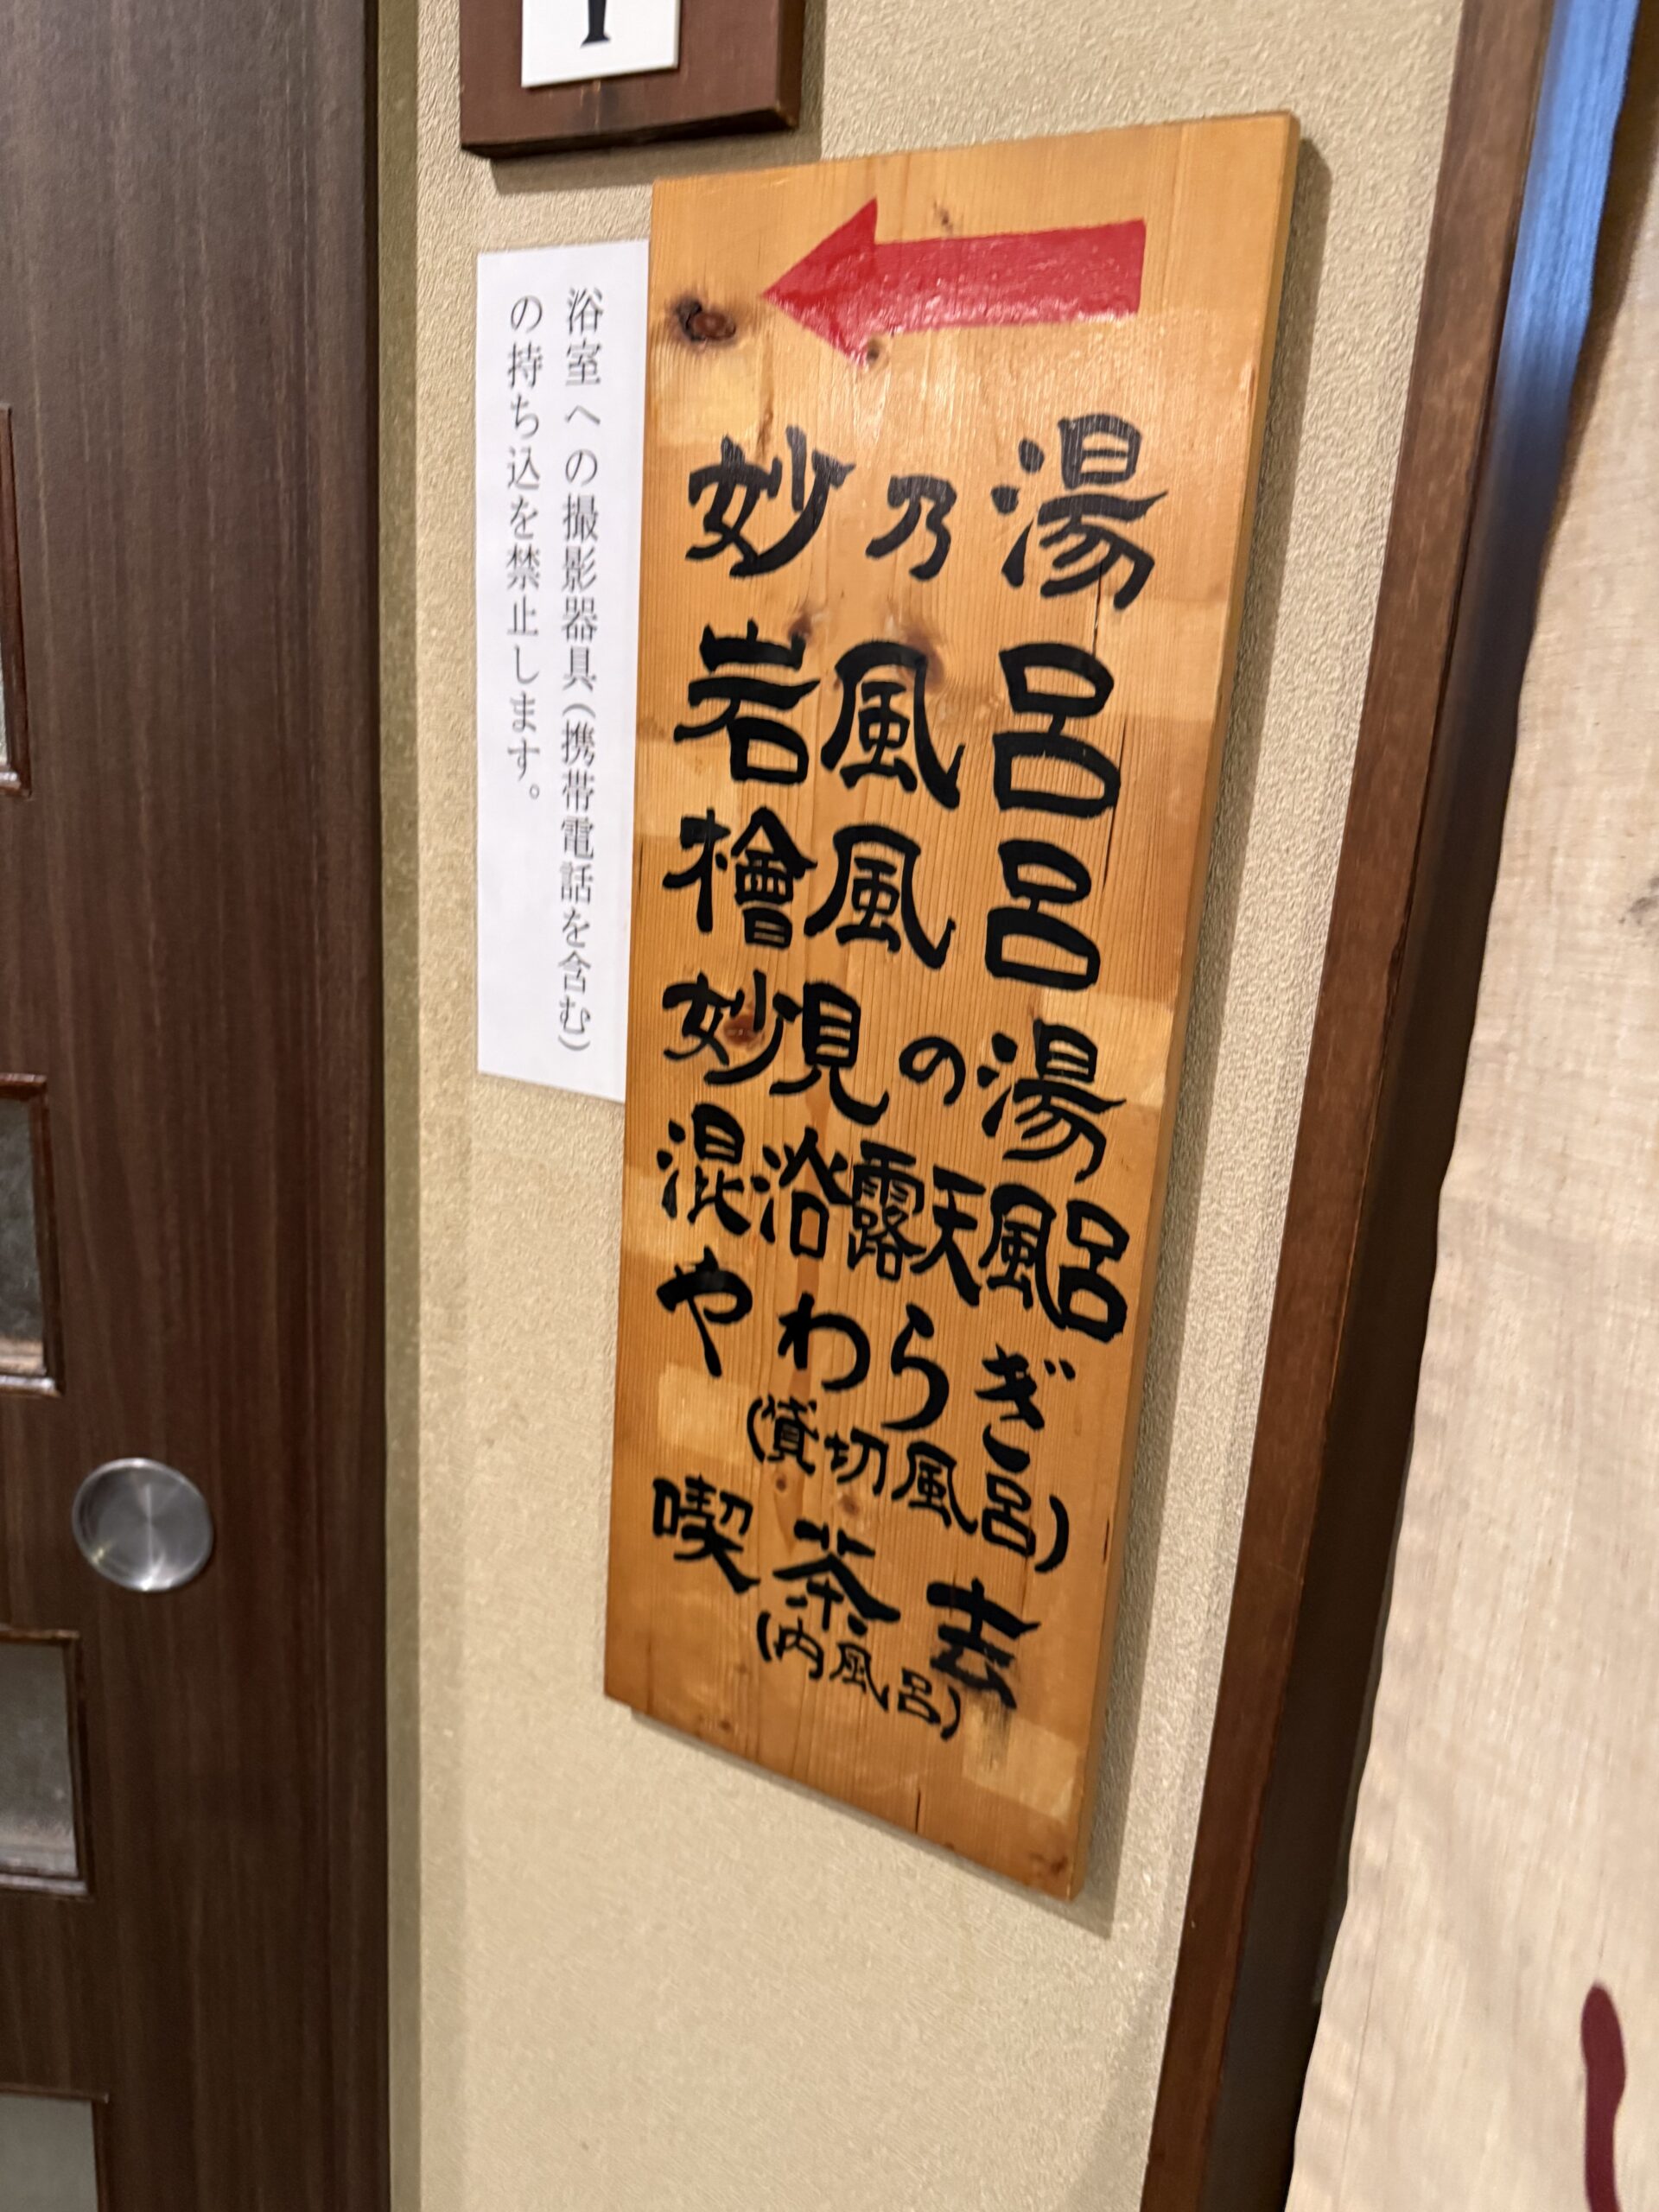 妙乃湯
岩風呂
檜風呂
妙見の湯
混浴露天風呂
やわらぎ
(貸切風呂)
喫茶去
(内風呂)
浴室への撮影器具(携帯電話を含む)
の持ち込を禁止します。